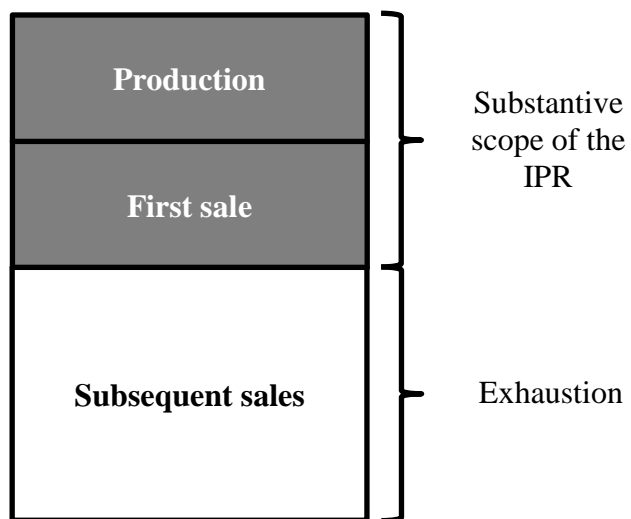 Production
Substantive
scope of the
IPR
First sale
Subsequent sales
Exhaustion